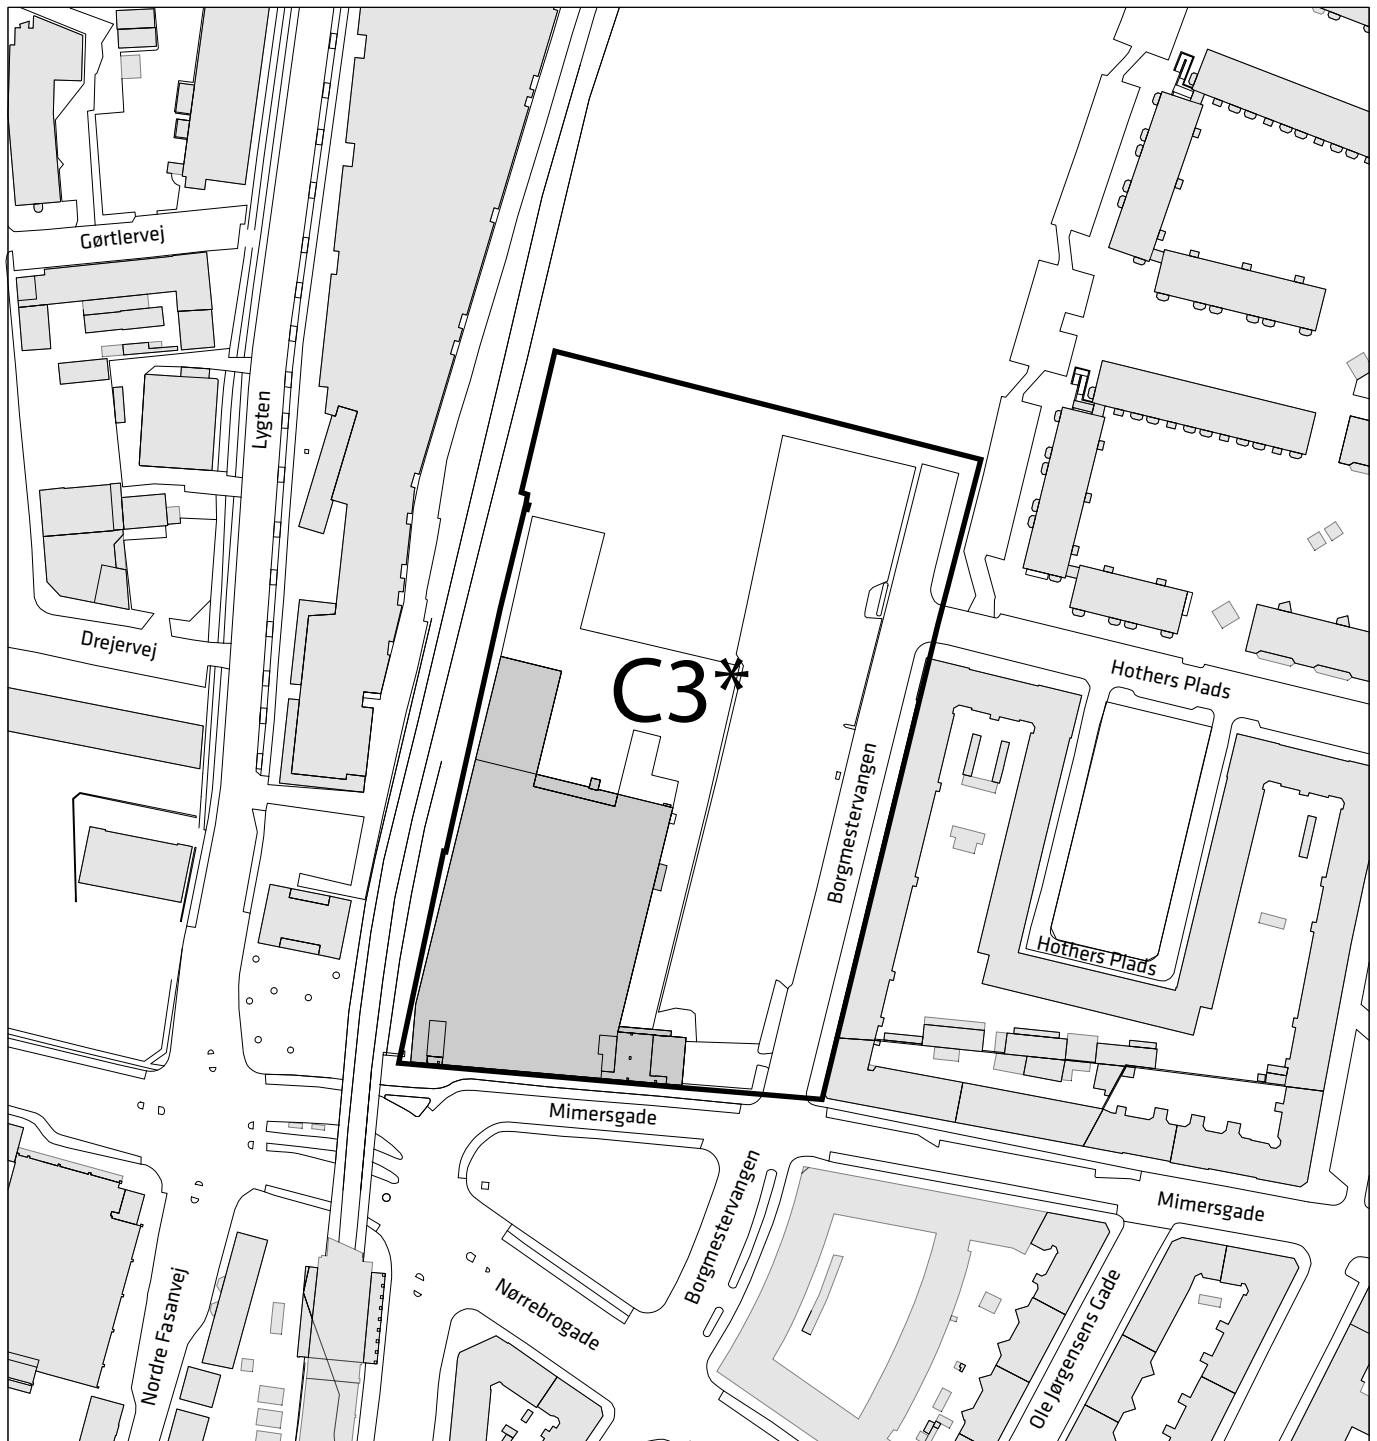 Gørtlervej
Lygten
Drejervej
C3*
Hothers Plads
Borgmestervangen
Hothers Plads
Mimersgade
Borgmestervangen
Mimersgade
Nørrebrogade
Nordre Fasanvej
Ole Jørgensens Gade